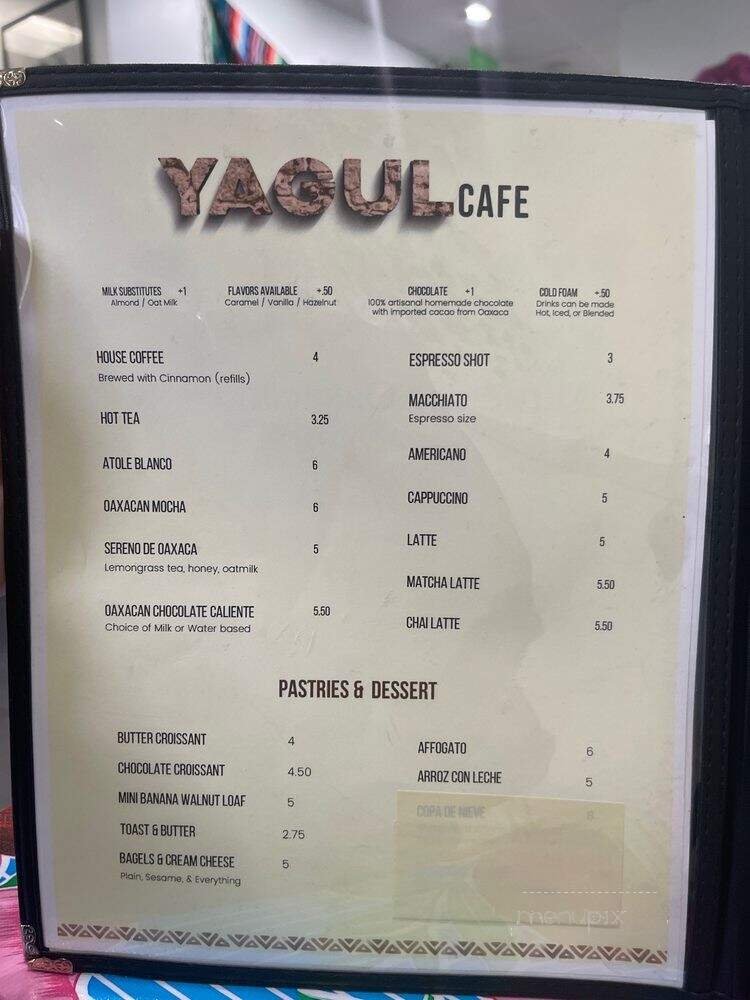 YAGUL CAFE
MILK SUBSTITUTES +1
Almond / Oat Milk
FLAVORS AVAILABLE +.50
Caramel / Vanilla / Hazelnut
CHOCOLATE +1
100% artisanal homemade chocolate
with imported cacao from Oaxaca
COLD FOAM +.50
Drinks can be made
Hot, Iced, or Blended
HOUSE COFFEE 4
Brewed with Cinnamon (refills)
HOT TEA 3.25
ATOLE BLANCO 6
OAXACAN MOCHA 6
SERENO DE OAXACA 5
Lemongrass tea, honey, oatmilk
OAXACAN CHOCOLATE CALIENTE 5.50
Choice of Milk or Water based
ESPRESSO SHOT 3
MACCHIATO 3.75
Espresso size
AMERICANO 4
CAPPUCCINO 5
LATTE 5
MATCHA LATTE 5.50
CHAI LATTE 5.50
PASTRIES & DESSERT
BUTTER CROISSANT 4
CHOCOLATE CROISSANT 4.50
MINI BANANA WALNUT LOAF 5
TOAST & BUTTER 2.75
BAGELS & CREAM CHEESE 5
Plain, Sesame, & Everything
AFFOGATO 6
ARROZ CON LECHE 5
COPA DE NIEVE
menupix